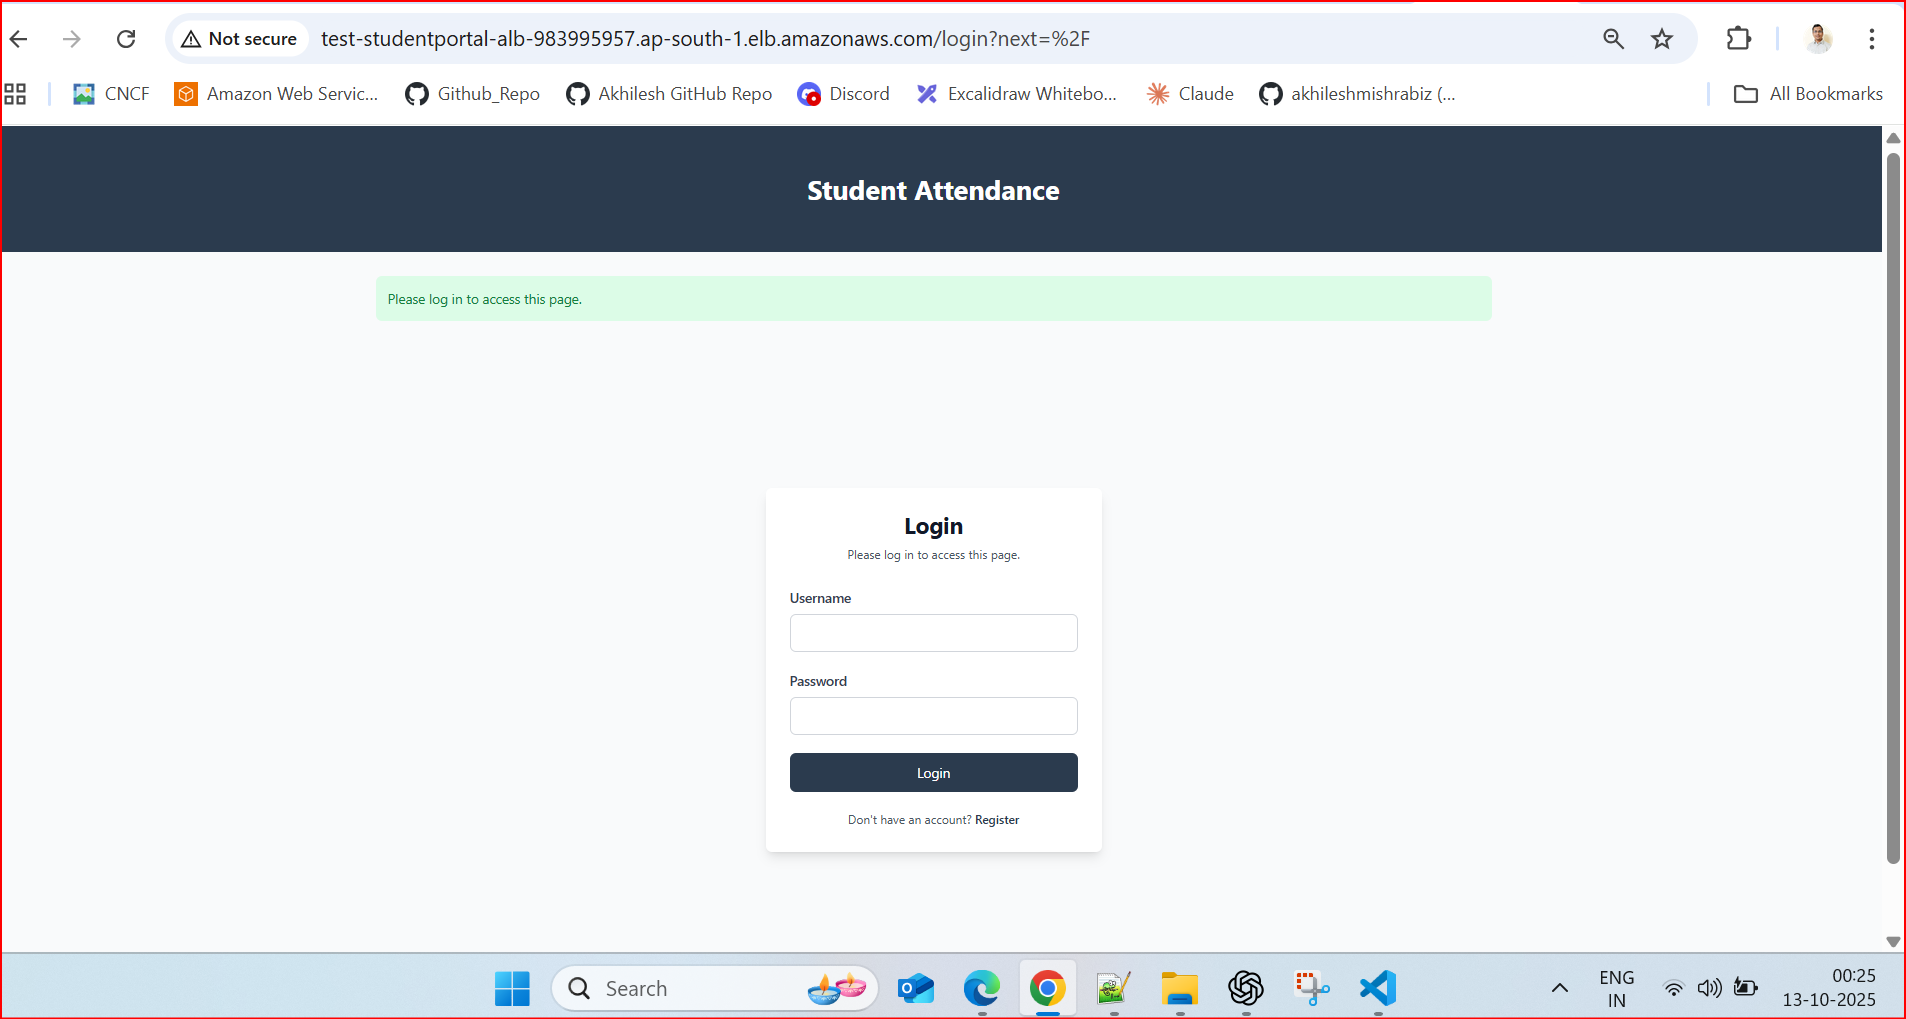 Not secure
test-studentportal-alb-983995957.ap-south-1.elb.amazonaws.com/login?next=%2F
CNCF
Amazon Web Servic...
Github_Repo
Akhilesh GitHub Repo
Discord
Excalidraw Whitebo...
Claude
akhileshmishrabiz (...
All Bookmarks
Student Attendance
Please log in to access this page.
Login
Please log in to access this page.
Username
Password
Login
Don't have an account? Register
Search
ENG
IN
00:25
13-10-2025